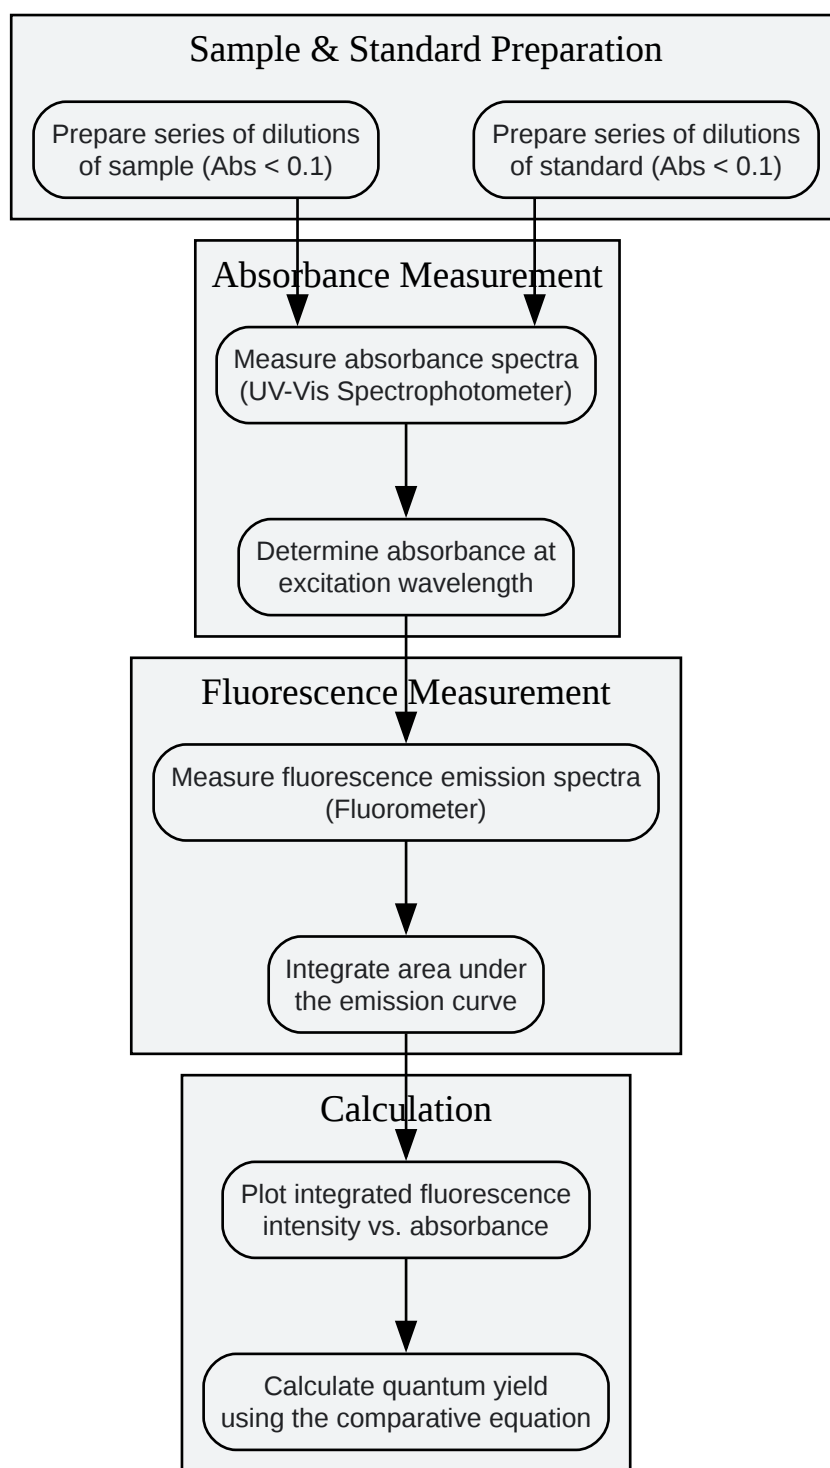 Sample & Standard Preparation
Prepare series of dilutions
of sample (Abs < 0.1)
Prepare series of dilutions
of standard (Abs < 0.1)
Absorbance Measurement
Measure absorbance spectra
(UV-Vis Spectrophotometer)
Determine absorbance at
excitation wavelength
Fluorescence Measurement
Measure fluorescence emission spectra
(Fluorometer)
Integrate area under
the emission curve
Calculation
Plot integrated fluorescence
intensity vs. absorbance
Calculate quantum yield
using the comparative equation